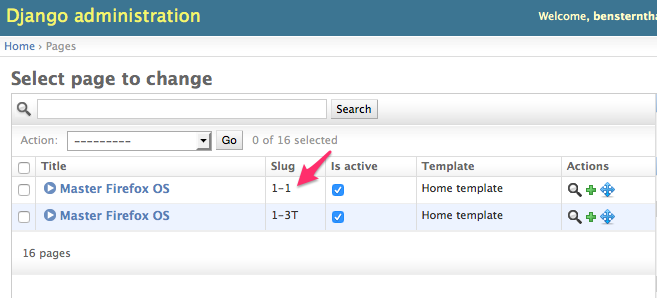 Django administration
Welcome, bensterntha
Home › Pages
Select page to change
Search
Action: --------- Go 0 of 16 selected
Title Slug Is active Template Actions
Master Firefox OS 1-1 Home template
Master Firefox OS 1-3T Home template
16 pages